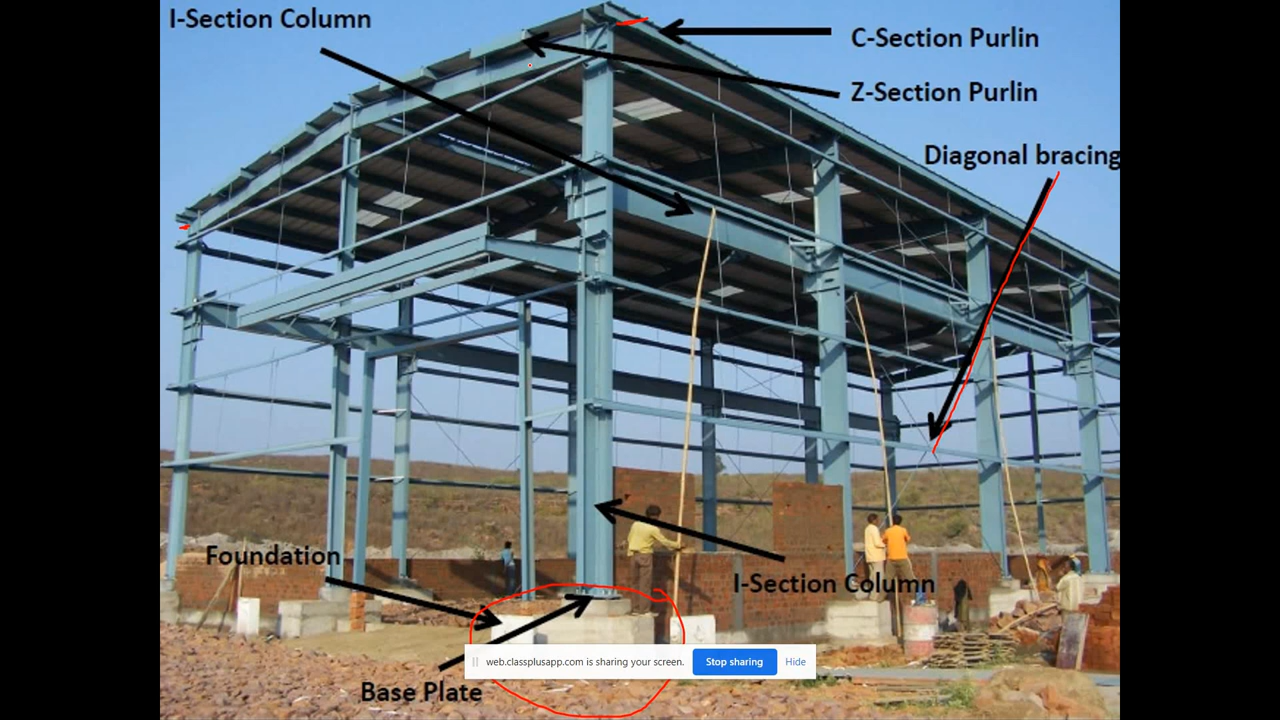 I-Section Column
C-Section Purlin
Z-Section Purlin
Diagonal bracing
Foundation
I-Section Column
web.classplusapp.com is sharing your screen.
Stop sharing
Hide
Base Plate